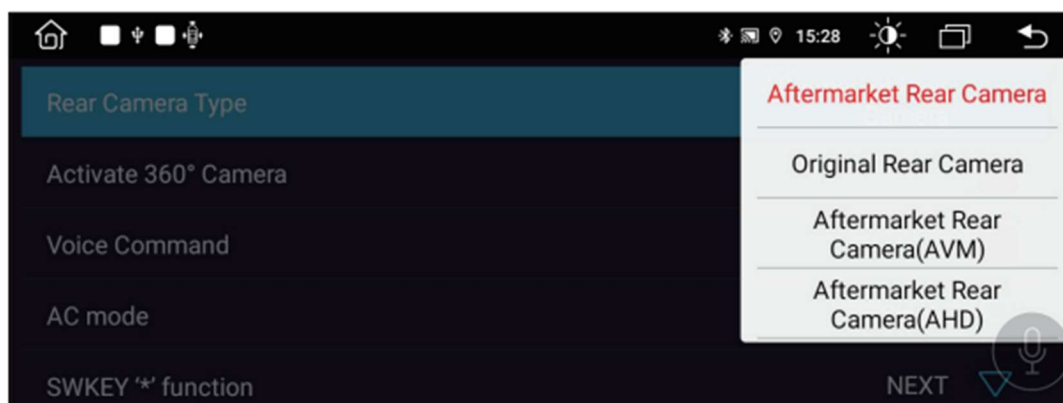 15:28
Rear Camera Type
Aftermarket Rear Camera
Activate 360° Camera
Original Rear Camera
Voice Command
Aftermarket Rear
Camera(AVM)
AC mode
Aftermarket Rear
Camera(AHD)
SWKEY ‘*’ function
NEXT